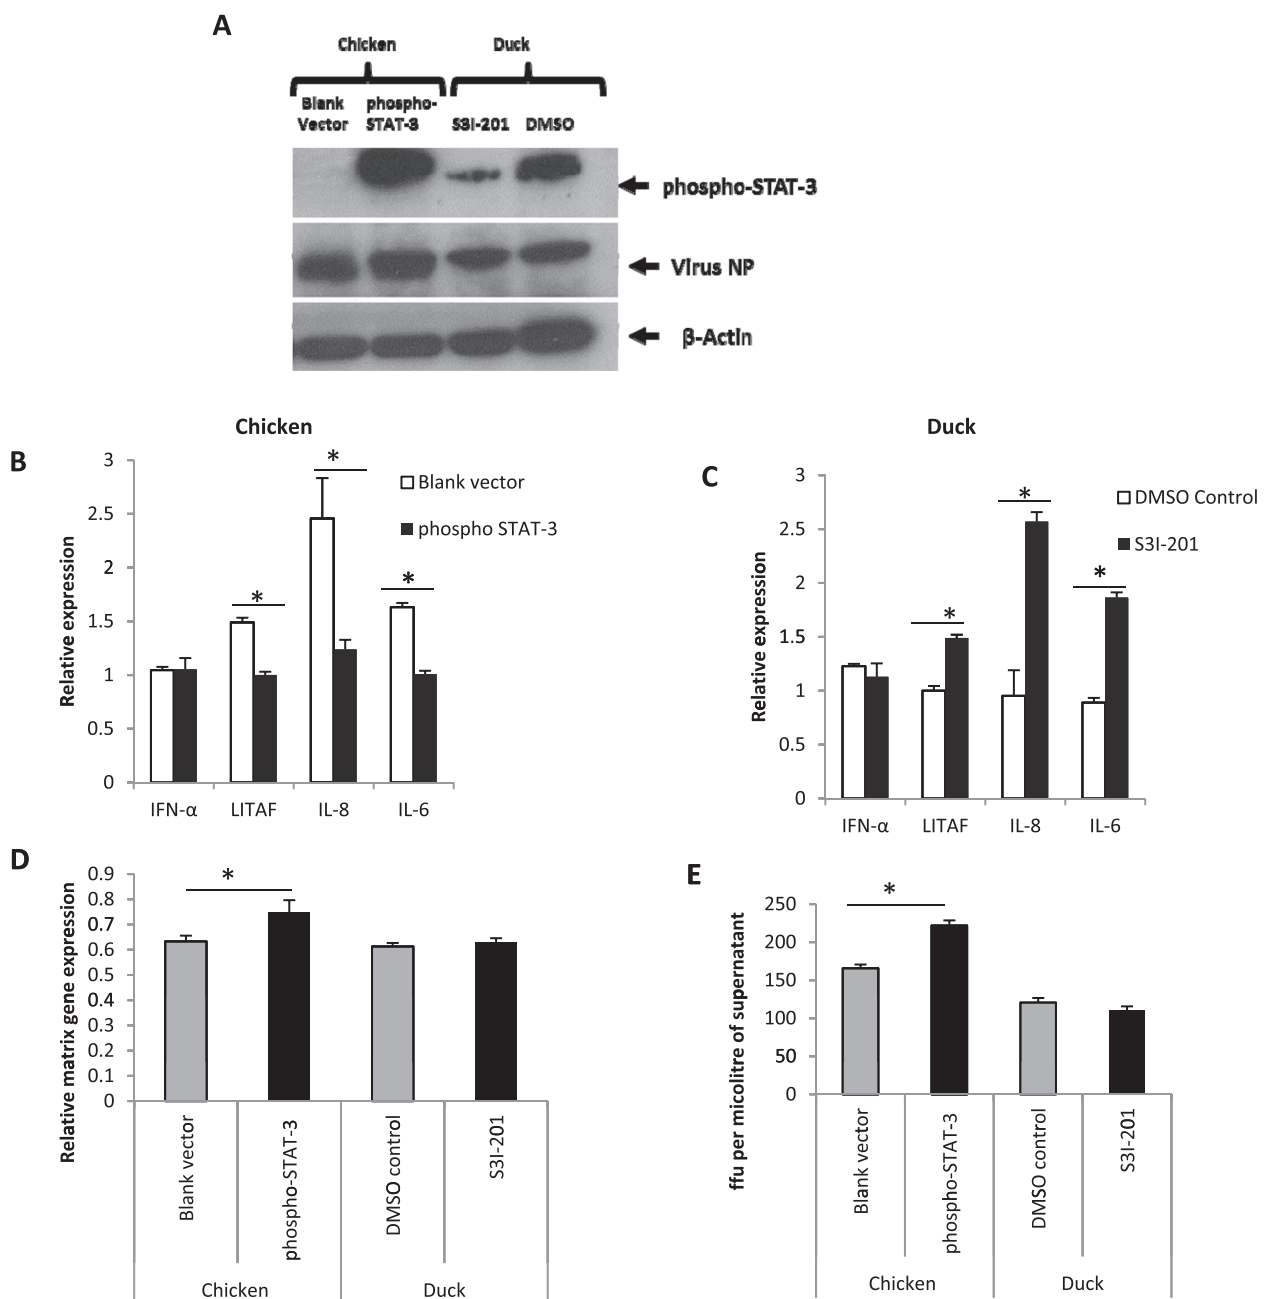 A
Chicken
Duck
Blank
Vector
phospho-
STAT-3
S3I-201
DMSO
phospho-STAT-3
Virus NP
β-Actin
B
Chicken
Relative expression
3
2.5
2
1.5
1
0.5
0
*
*
*
Blank vector
phospho STAT-3
IFN-α
LITAF
IL-8
IL-6
C
Duck
Relative expression
3
2.5
2
1.5
1
0.5
0
*
*
*
DMSO Control
S3I-201
IFN-α
LITAF
IL-8
IL-6
D
Relative matrix gene expression
0.9
0.8
0.7
0.6
0.5
0.4
0.3
0.2
0.1
0
*
Blank vector
phospho-STAT-3
DMSO control
S3I-201
Chicken
Duck
E
ffu per micolitre of supernatant
250
200
150
100
50
0
*
Blank vector
phospho-STAT-3
DMSO control
S3I-201
Chicken
Duck